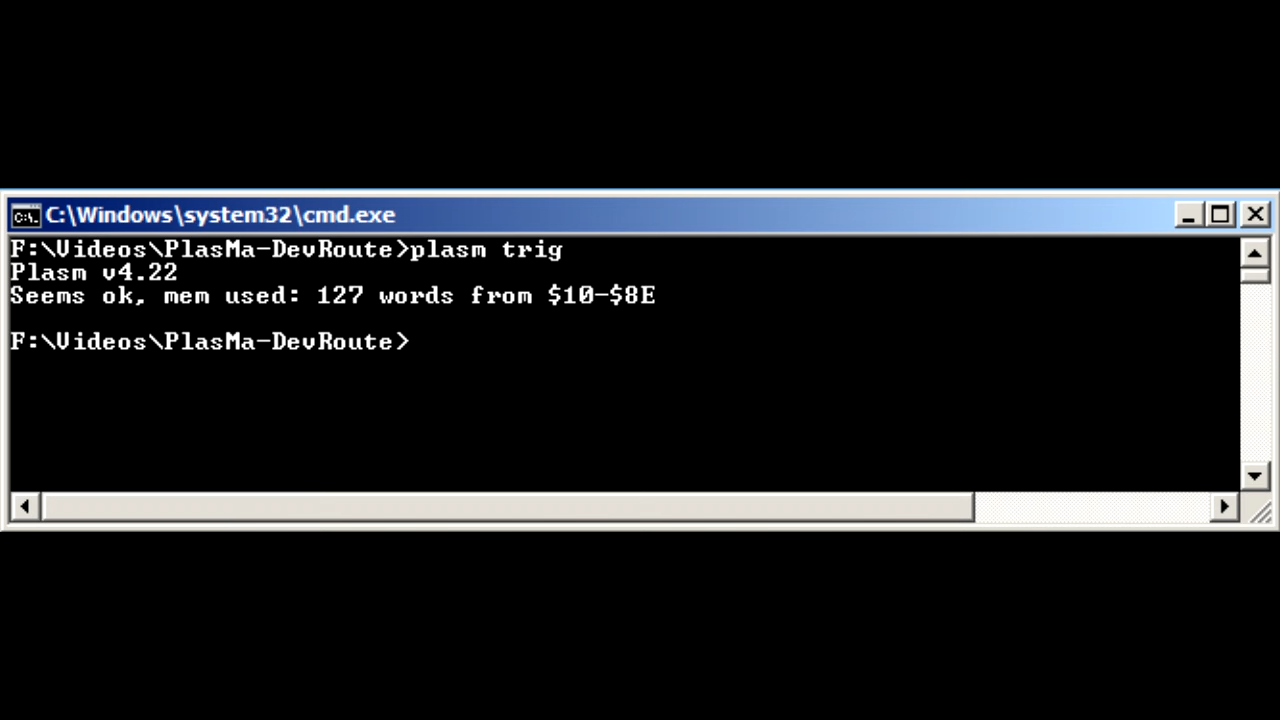 C:\Windows\system32\cmd.exe
F:\Videos\PlasMa-DevRoute>plasm trig
Plasm v4.22
Seems ok, mem used: 127 words from $10-$8E
F:\Videos\PlasMa-DevRoute>